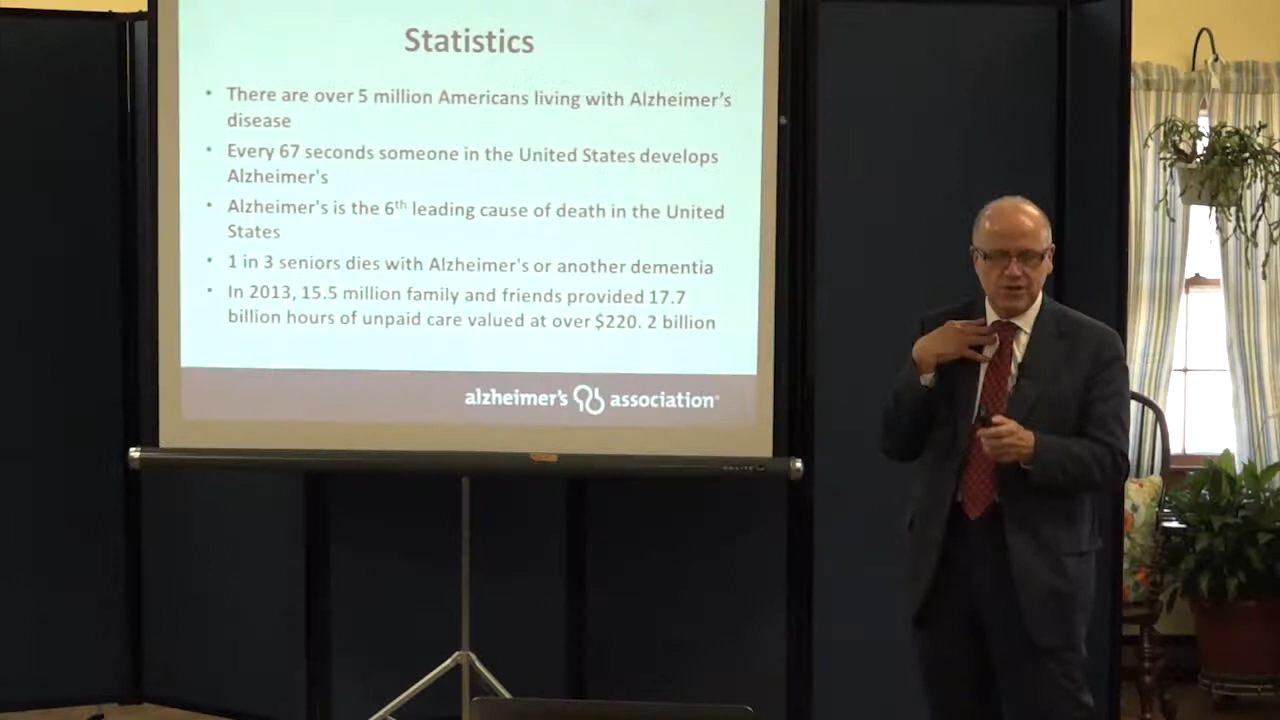 Statistics
• There are over 5 million Americans living with Alzheimer's
disease
• Every 67 seconds someone in the United States develops
Alzheimer's
• Alzheimer's is the 6th leading cause of death in the United
States
• 1 in 3 seniors dies with Alzheimer's or another dementia
• In 2013, 15.5 million family and friends provided 17.7
billion hours of unpaid care valued at over $220. 2 billion
alzheimer's association®
DA-LITE